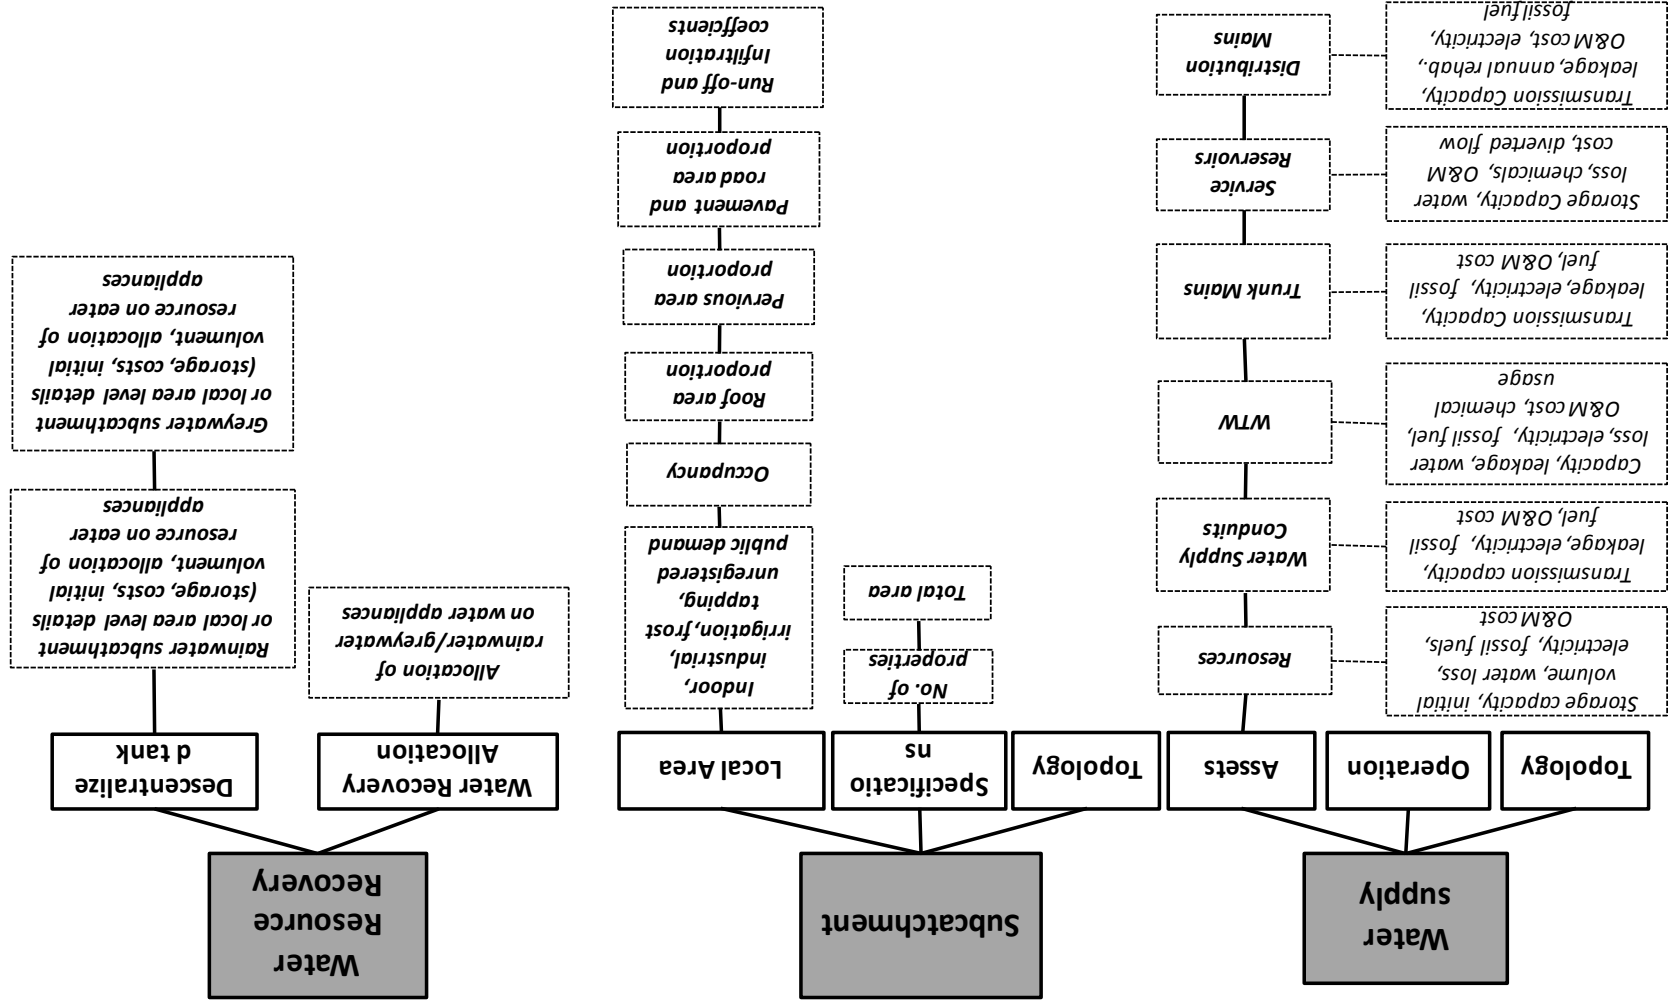 Water
supply
Subcatchment
Water
Resource
Recovery
Topology
Operation
Assets
Topology
Specificatio
ns
Local Area
Water Recovery
Allocation
Descentralize
d tank
Storage capacity, initial
volume, water loss,
electricity, fossil fuels,
O&M cost
Resources
Transmission capacity,
leakage, electricity, fossil
fuel, O&M cost
Water Supply
Conduits
Capacity, leakage, water
loss, electricity, fossil fuel,
O&M cost, chemical
usage
WTW
Transmission Capacity,
leakage, electricity, fossil
fuel, O&M cost
Trunk Mains
Storage Capacity, water
loss, chemicals, O&M
cost, diverted flow
Service
Reservoirs
Transmission Capacity,
leakage, annual rehab.,
O&M cost, electricity,
fossil fuel
Distribution
Mains
No. of
properties
Total area
Indoor,
industrial,
irrigation, frost
tapping,
unregistered
public demand
Occupancy
Roof area
proportion
Pervious area
proportion
Pavement and
road area
proportion
Run-off and
Infiltration
coefficients
Allocation of
rainwater/greywater
on water appliances
Rainwater subcatchment
or local area level details
(storage, costs, initial
volument, allocation of
resource on eater
appliances
Greywater subcatchment
or local area level details
(storage, costs, initial
volument, allocation of
resource on eater
appliances